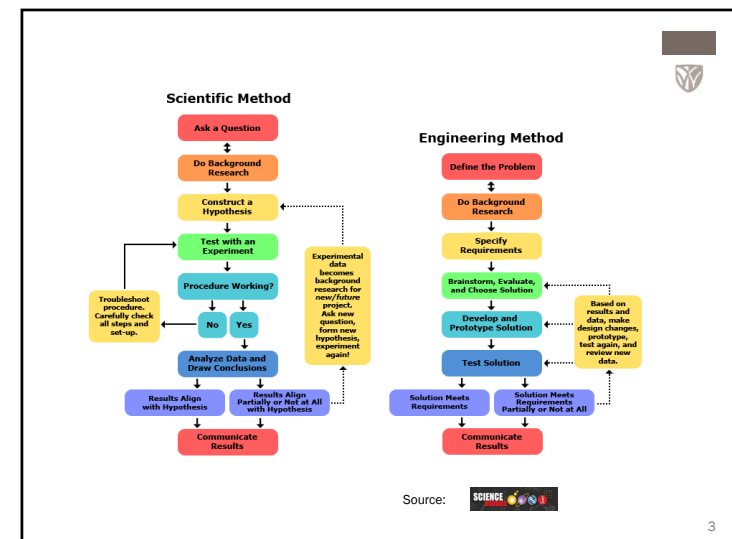 Scientific Method
Ask a Question
Do Background
Research
Construct a
Hypothesis
Test with an
Experiment
Procedure Working?
No
Yes
Troubleshoot
procedure.
Carefully check
all steps and
set-up.
Analyze Data and
Draw Conclusions
Results Align
with Hypothesis
Results Align
Partially or Not at All
with Hypothesis
Communicate
Results
Experimental
data
becomes
background
research for
new/future
project.
Ask new
question,
form new
hypothesis,
experiment
again!
Engineering Method
Define the Problem
Do Background
Research
Specify
Requirements
Brainstorm, Evaluate,
and Choose Solution
Develop and
Prototype Solution
Test Solution
Based on
results and
data, make
design changes,
prototype,
test again, and
review new
data.
Solution Meets
Requirements
Solution Meets
Requirements
Partially or Not at All
Communicate
Results
Source:
SCIENCE
3